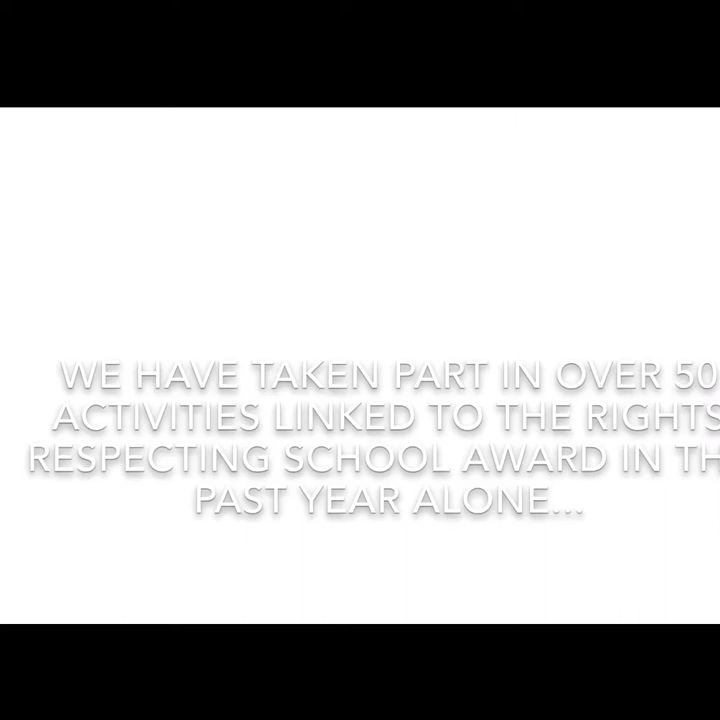 WE HAVE TAKEN PART IN OVER 50
ACTIVITIES LINKED TO THE RIGHTS
RESPECTING SCHOOL AWARD IN TH
PAST YEAR ALONE...